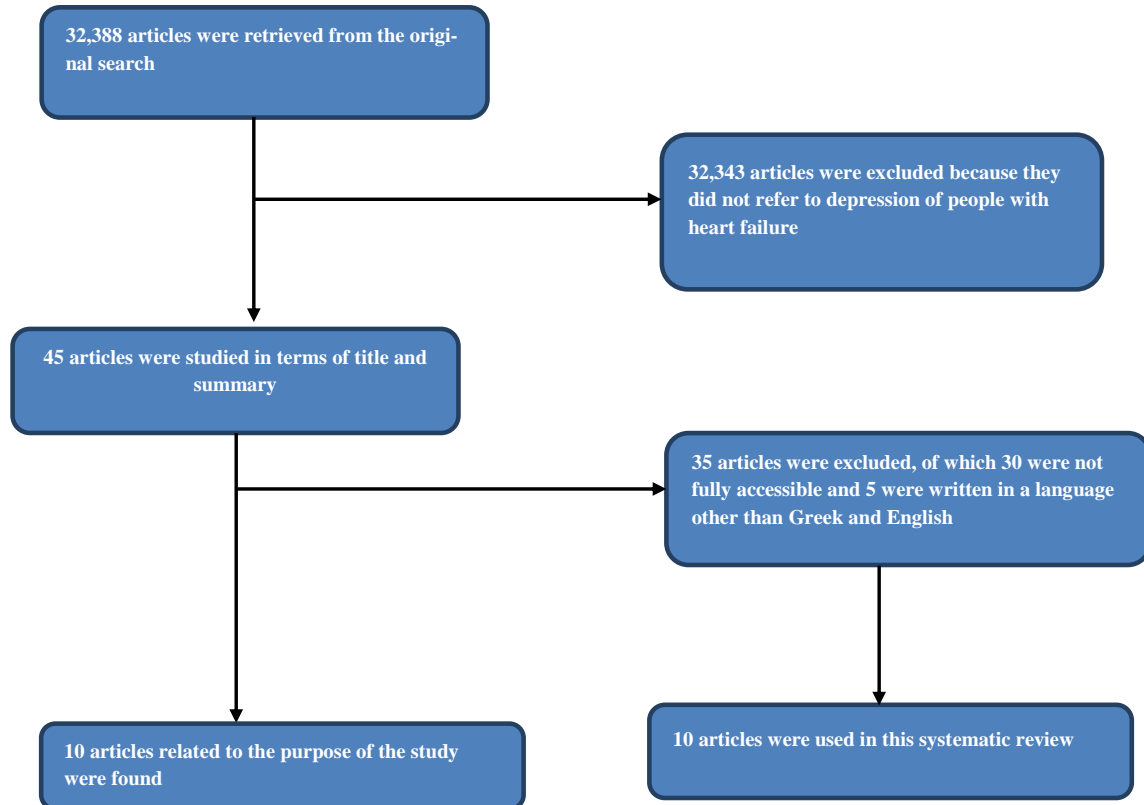 32,388 articles were retrieved from the origi-
nal search
32,343 articles were excluded because they
did not refer to depression of people with
heart failure
45 articles were studied in terms of title and
summary
35 articles were excluded, of which 30 were not
fully accessible and 5 were written in a language
other than Greek and English
10 articles related to the purpose of the study
were found
10 articles were used in this systematic review